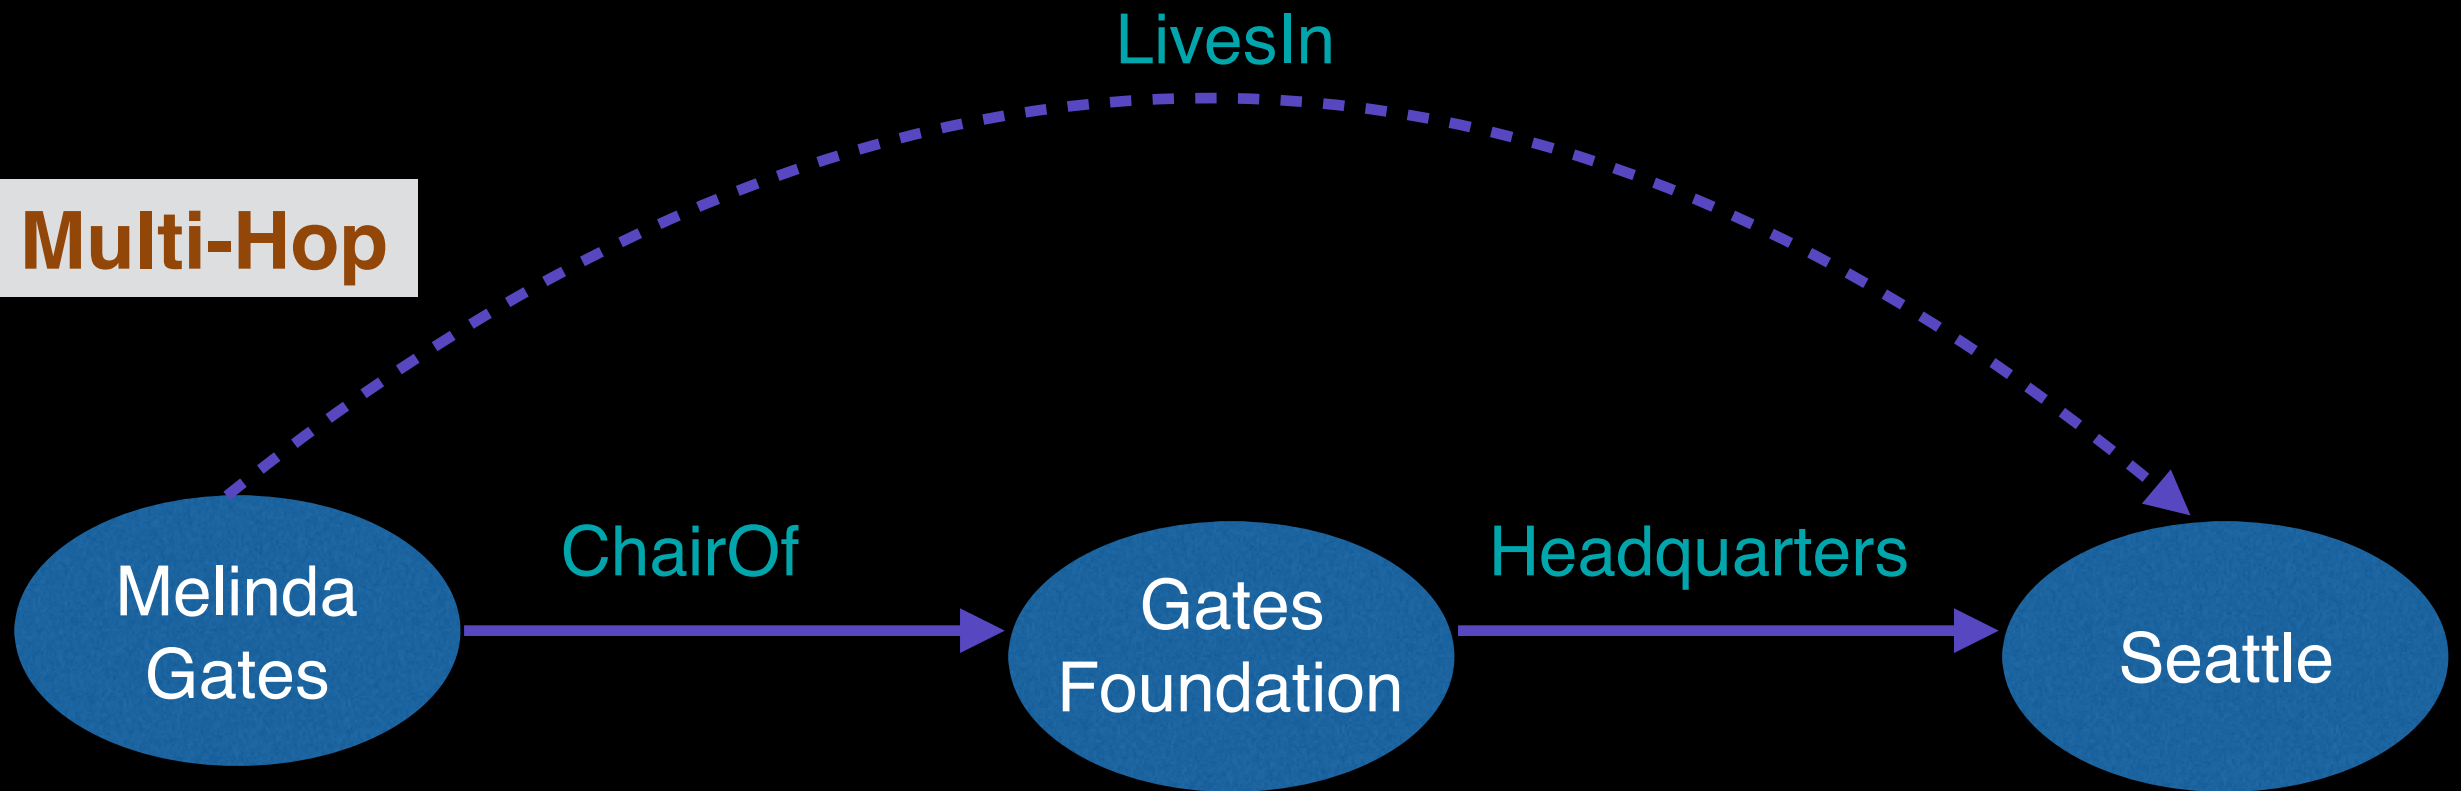 LivesIn
Multi-Hop
ChairOf
Headquarters
Melinda
Gates
Gates
Foundation
Seattle